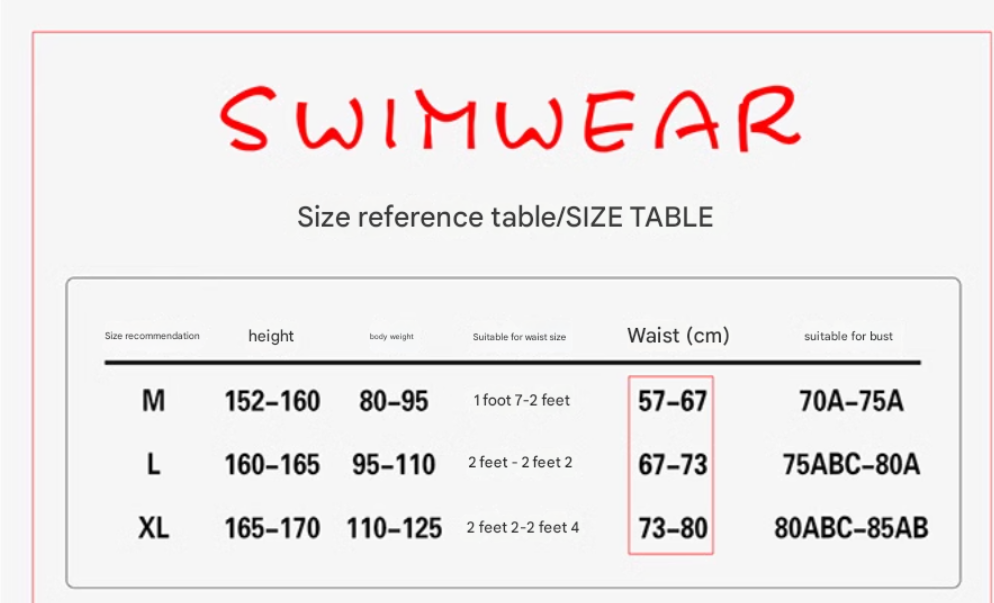 SWIMWEAR
Size reference table/SIZE TABLE
Size recommendation height body weight Suitable for waist size Waist (cm) suitable for bust
M 152-160 80-95 1 foot 7-2 feet 57-67 70A-75A
L 160-165 95-110 2 feet - 2 feet 2 67-73 75ABC-80A
XL 165-170 110-125 2 feet 2-2 feet 4 73-80 80ABC-85AB